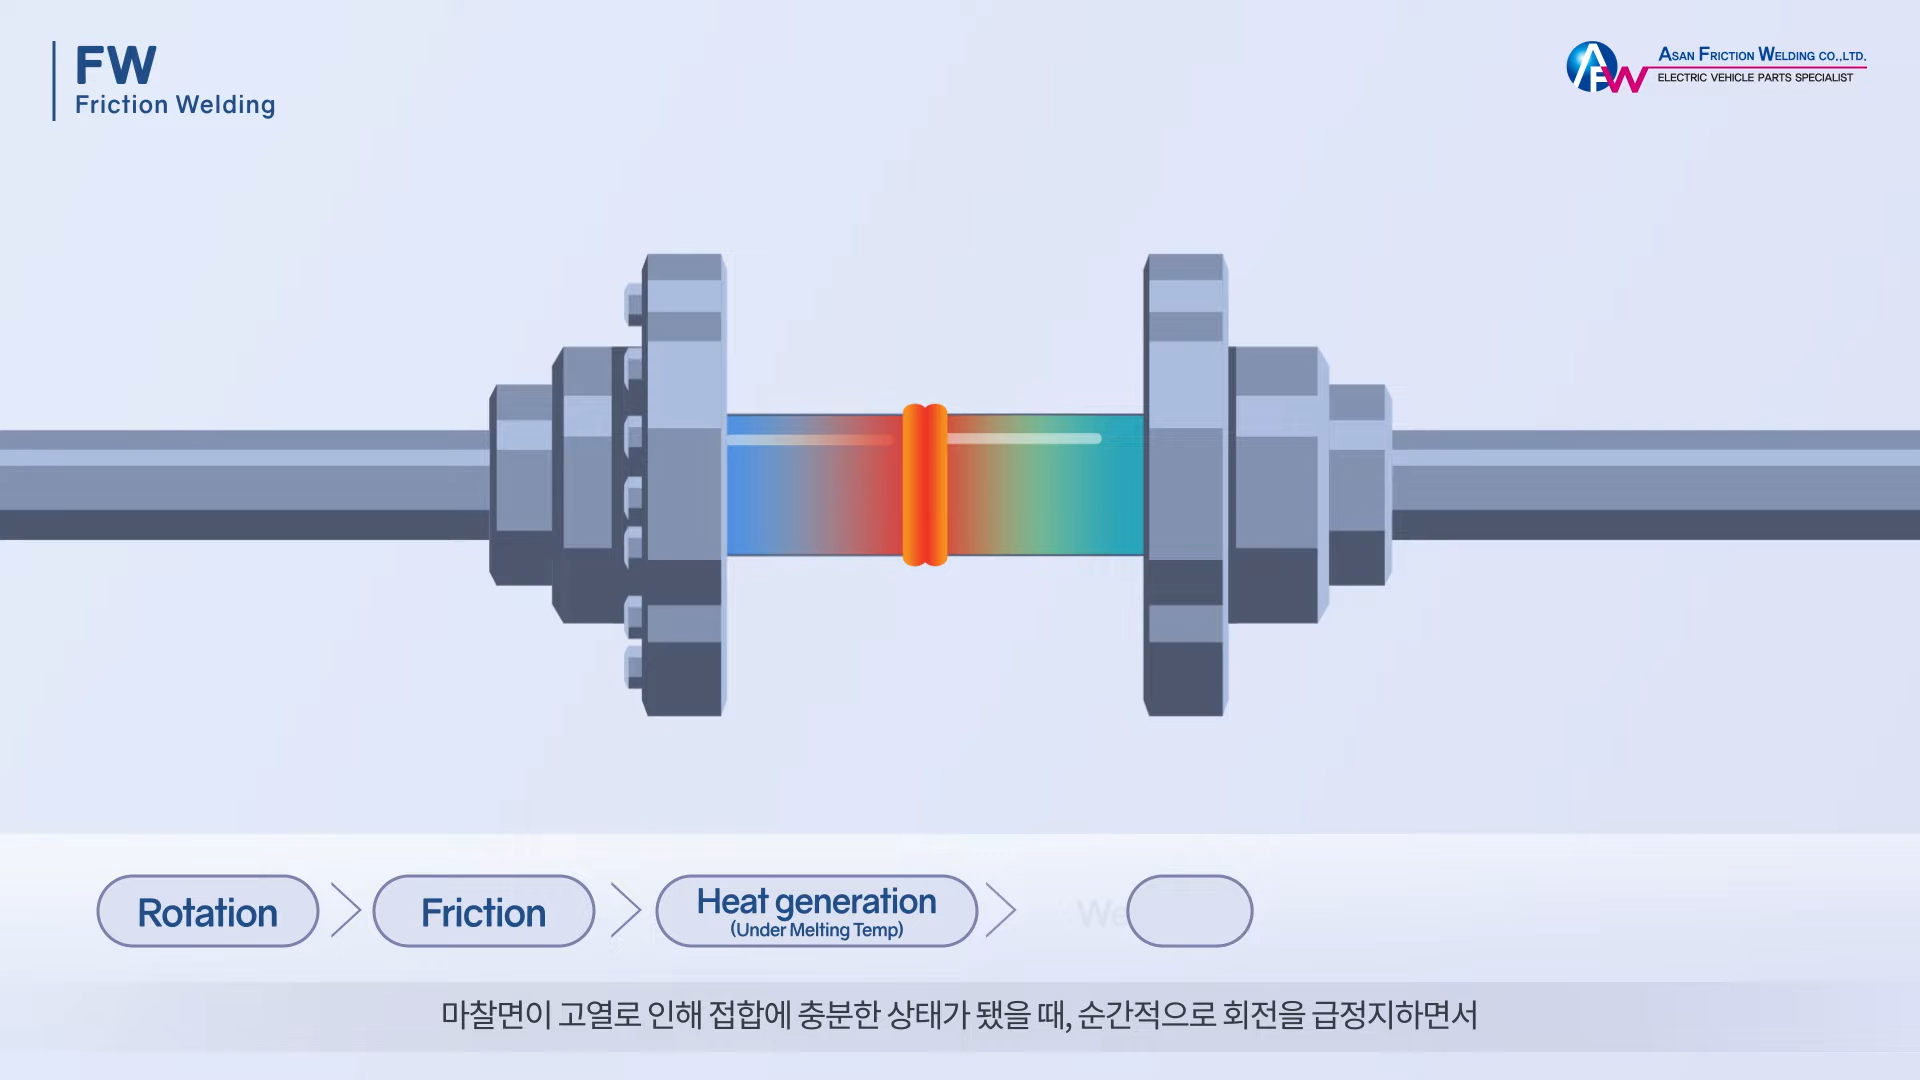 FW
Friction Welding
AFW
ASAN FRICTION WELDING CO.,LTD.
ELECTRIC VEHICLE PARTS SPECIALIST
Rotation
Friction
Heat generation
(Under Melting Temp)
마찰면이 고열로 인해 접합에 충분한 상태가 됐을 때, 순간적으로 회전을 급정지하면서